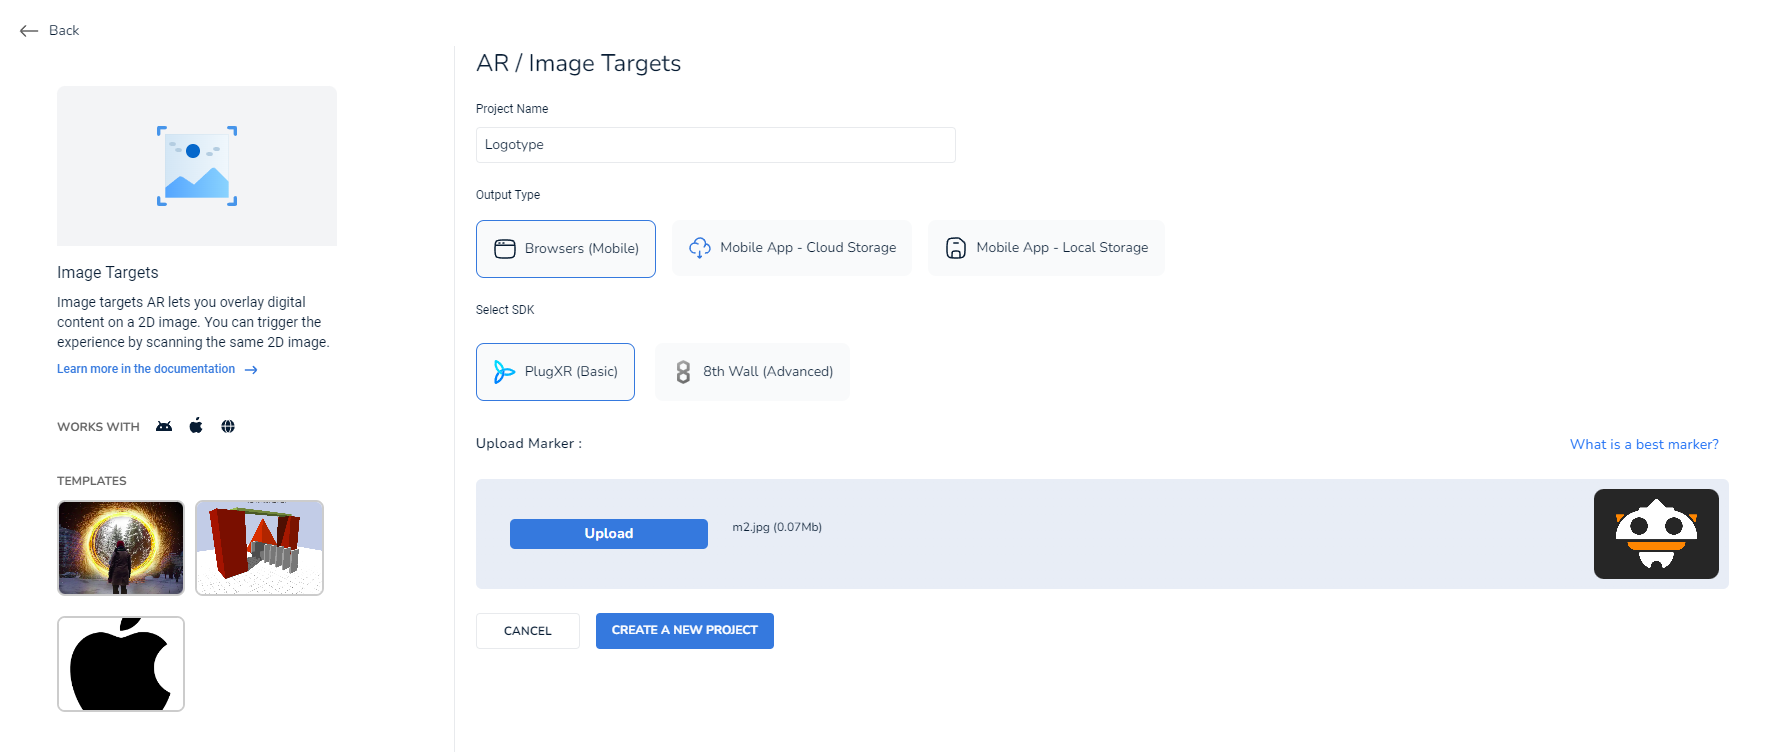 Back
AR / Image Targets
Project Name
Logotype
Output Type
Browsers (Mobile)
Mobile App - Cloud Storage
Mobile App - Local Storage
Select SDK
PlugXR (Basic)
8th Wall (Advanced)
Upload Marker :
What is a best marker?
Upload
m2.jpg (0.07Mb)
CANCEL
CREATE A NEW PROJECT
Image Targets
Image targets AR lets you overlay digital
content on a 2D image. You can trigger the
experience by scanning the same 2D image.
Learn more in the documentation
WORKS WITH
TEMPLATES